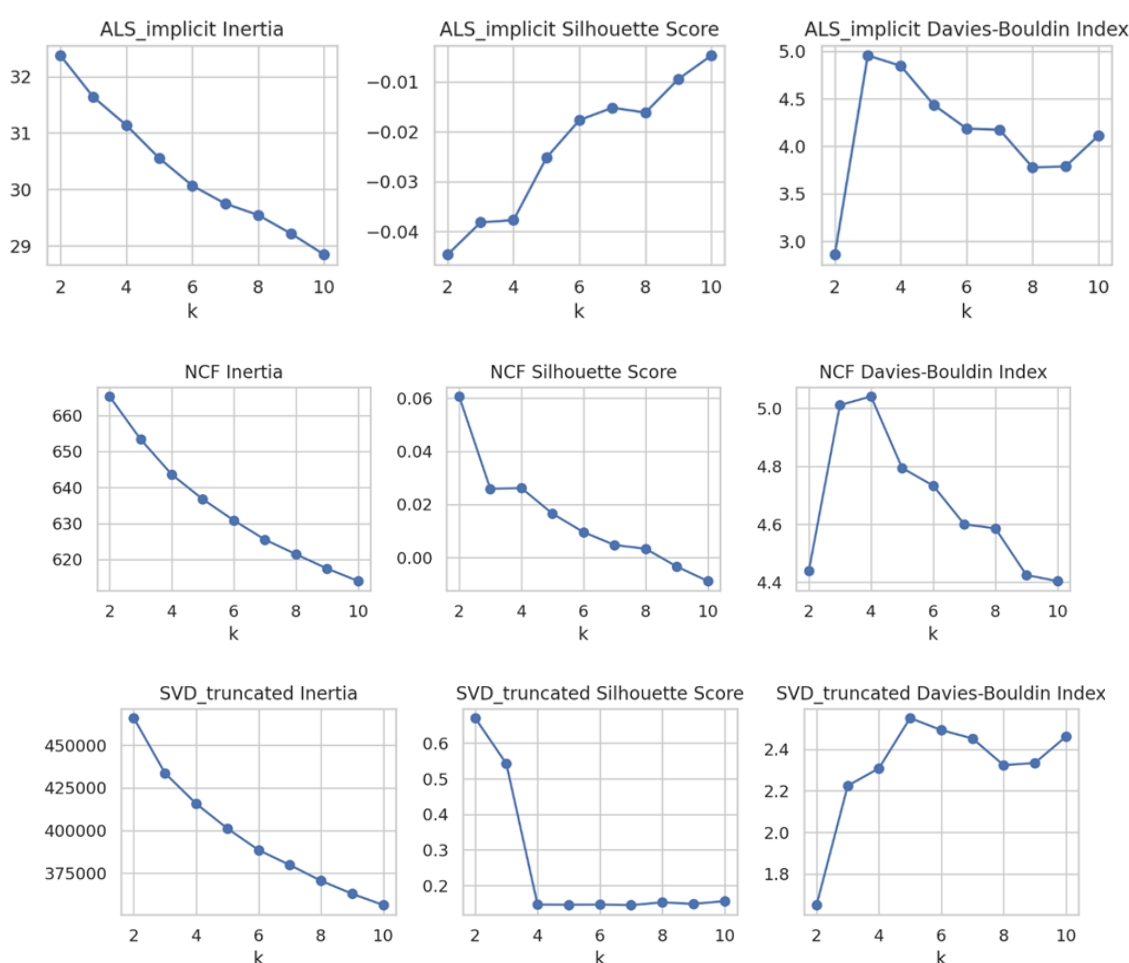 ALS_implicit Inertia
32
31
30
29
2 4 6 8 10
k
ALS_implicit Silhouette Score
−0.01
−0.02
−0.03
−0.04
2 4 6 8 10
k
ALS_implicit Davies-Bouldin Index
5.0
4.5
4.0
3.5
3.0
2 4 6 8 10
k
NCF Inertia
660
650
640
630
620
2 4 6 8 10
k
NCF Silhouette Score
0.06
0.04
0.02
0.00
2 4 6 8 10
k
NCF Davies-Bouldin Index
5.0
4.8
4.6
4.4
2 4 6 8 10
k
SVD_truncated Inertia
450000
425000
400000
375000
2 4 6 8 10
k
SVD_truncated Silhouette Score
0.6
0.5
0.4
0.3
0.2
2 4 6 8 10
k
SVD_truncated Davies-Bouldin Index
2.4
2.2
2.0
1.8
2 4 6 8 10
k